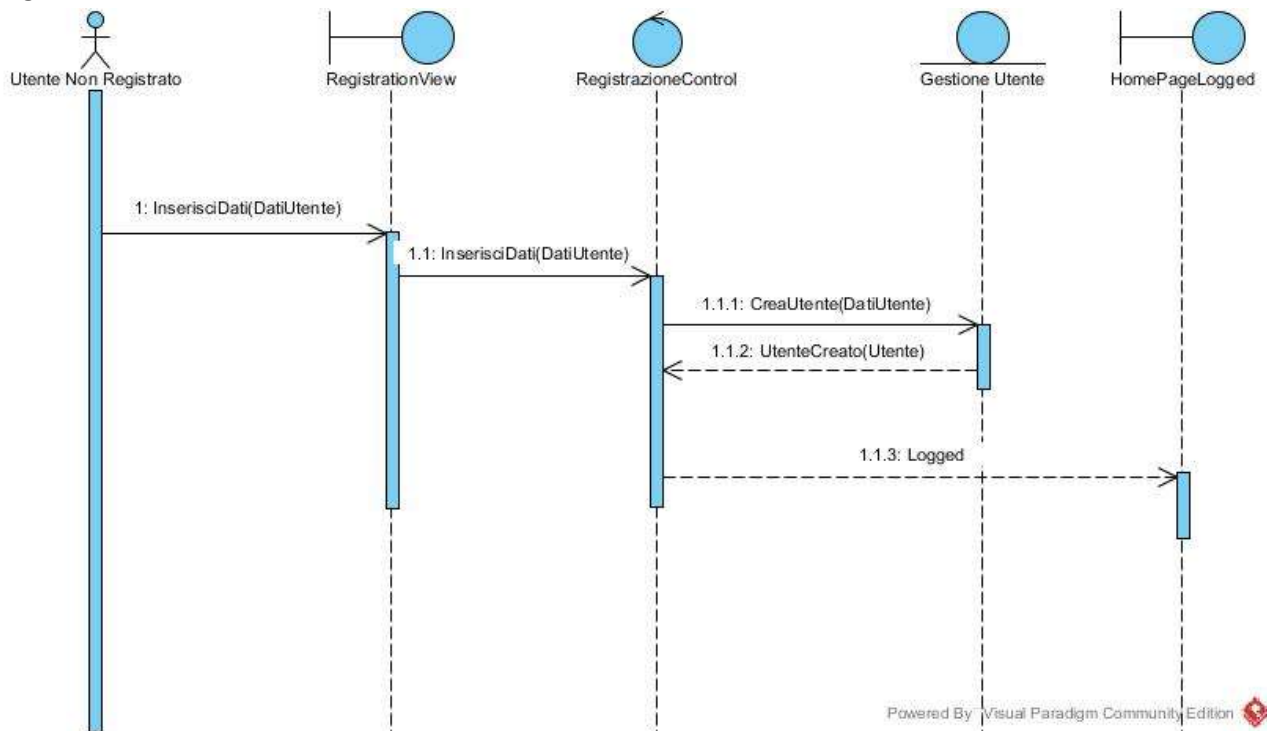 Utente Non Registrato
RegistrationView
RegistrazioneControl
Gestione Utente
HomePageLogged
1: InserisciDati(DatiUtente)
1.1: InserisciDati(DatiUtente)
1.1.1: CreaUtente(DatiUtente)
1.1.2: UtenteCreato(Utente)
1.1.3: Logged
Powered By Visual Paradigm Community Edition